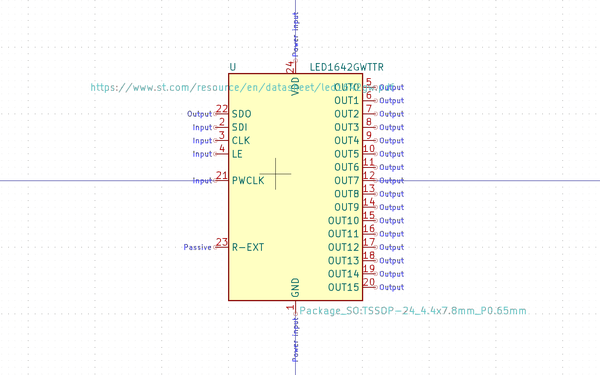 Power input
24
U LED1642GWTTR
VDD
https://www.st.com/resource/en/datasheet/led
OUT0 5 Output
OUT1 6 Output
Output 22 SDO OUT2 7 Output
Input 2 SDI OUT3 8 Output
Input 3 CLK OUT4 9 Output
Input 4 LE OUT5 10 Output
OUT6 11 Output
Input 21 PWCLK OUT7 12 Output
OUT8 13 Output
OUT9 14 Output
OUT10 15 Output
OUT11 16 Output
Passive 23 R-EXT OUT12 17 Output
OUT13 18 Output
OUT14 19 Output
OUT15 20 Output
GND
1
Package_SO:TSSOP-24_4.4x7.8mm_P0.65mm
Power input